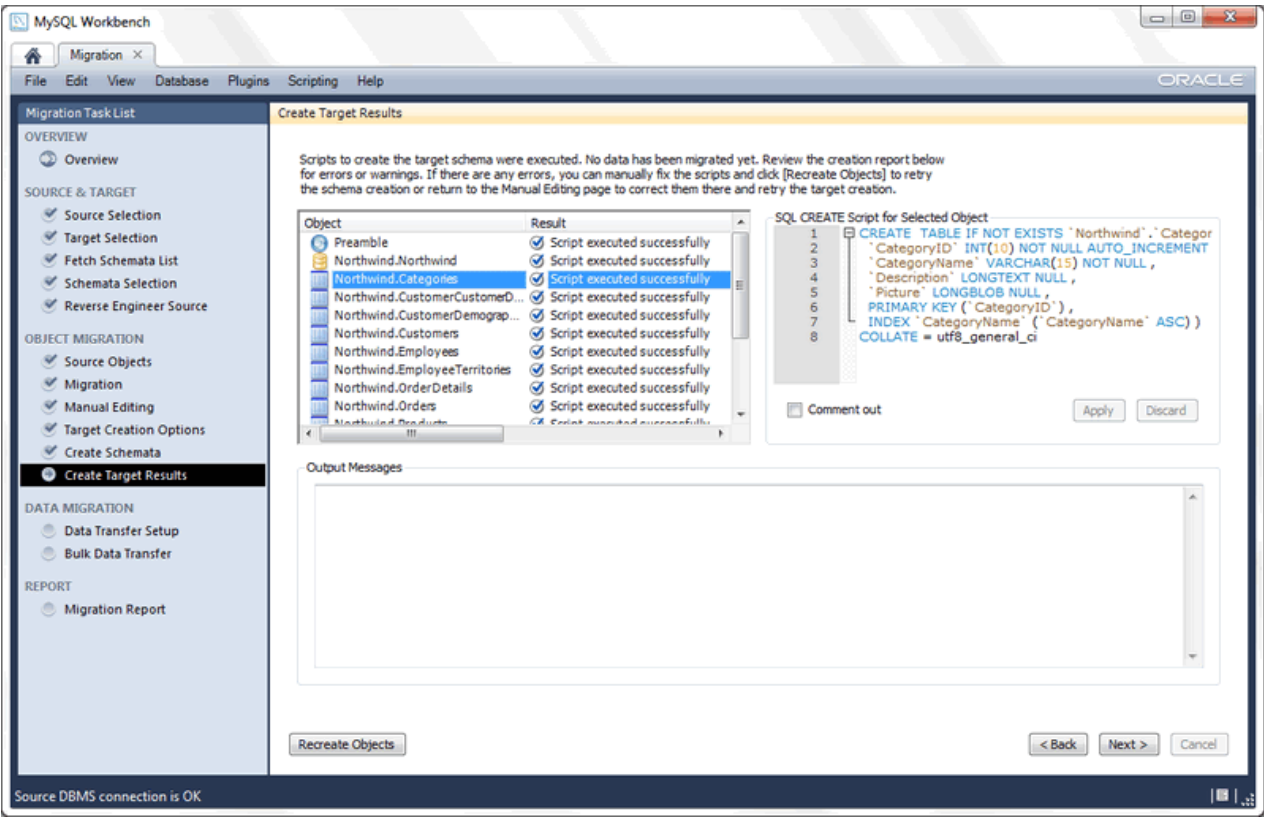 MySQL Workbench
Migration
File Edit View Database Plugins Scripting Help
ORACLE
Migration Task List
OVERVIEW
Overview
SOURCE & TARGET
Source Selection
Target Selection
Fetch Schemata List
Schemata Selection
Reverse Engineer Source
OBJECT MIGRATION
Source Objects
Migration
Manual Editing
Target Creation Options
Create Schemata
Create Target Results
DATA MIGRATION
Data Transfer Setup
Bulk Data Transfer
REPORT
Migration Report
Create Target Results
Scripts to create the target schema were executed. No data has been migrated yet. Review the creation report below
for errors or warnings. If there are any errors, you can manually fix the scripts and click [Recreate Objects] to retry
the schema creation or return to the Manual Editing page to correct them there and retry the target creation.
Object Result
Preamble Script executed successfully
Northwind.Northwind Script executed successfully
Northwind.Categories Script executed successfully
Northwind.CustomerCustomerD... Script executed successfully
Northwind.CustomerDemograp... Script executed successfully
Northwind.Customers Script executed successfully
Northwind.Employees Script executed successfully
Northwind.EmployeeTerritories Script executed successfully
Northwind.OrderDetails Script executed successfully
Northwind.Orders Script executed successfully
Northwind.Products Script executed successfully
SQL CREATE Script for Selected Object
1 CREATE TABLE IF NOT EXISTS `Northwind`.`Categor
2 `CategoryID` INT(10) NOT NULL AUTO_INCREMENT
3 `CategoryName` VARCHAR(15) NOT NULL ,
4 `Description` LONGTEXT NULL ,
5 `Picture` LONGBLOB NULL ,
6 PRIMARY KEY (`CategoryID`) ,
7 INDEX `CategoryName` (`CategoryName` ASC) )
8 COLLATE = utf8_general_ci
Comment out
Apply Discard
Output Messages
Recreate Objects
< Back Next > Cancel
Source DBMS connection is OK